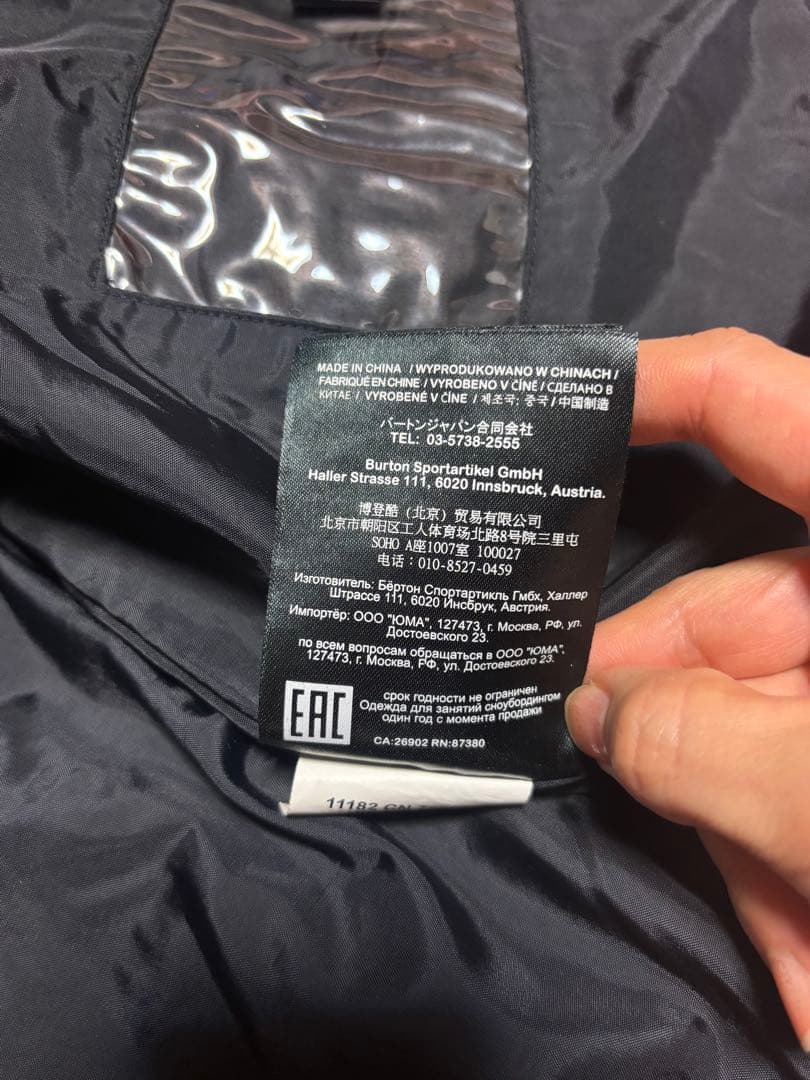 MADE IN CHINA / WYPRODUKOWANO W CHINACH /
FABRIQUÉ EN CHINE / VYROBENO V ČÍNĚ / СДЕЛАНО В
КИТАЕ / VYROBENÉ V ČÍNE / 제조국: 중국 / 中国制造
バートンジャパン合同会社
TEL: 03-5738-2555
Burton Sportartikel GmbH
Haller Strasse 111, 6020 Innsbruck, Austria.
博登酷（北京）贸易有限公司
北京市朝阳区工人体育场北路8号院三里屯
SOHO A座1007室 100027
电话：010-8527-0459
Изготовитель: Бёртон Спортартикль Гмбх, Халлер
Штрассе 111, 6020 Инсбрук, Австрия.
Импортёр: ООО "ЮМА", 127473, г. Москва, РФ, ул.
Достоевского 23.
по всем вопросам обращаться в ООО "ЮМА",
127473, г. Москва, РФ, ул. Достоевского 23.
EAC
срок годности не ограничен
Одежда для занятий сноубордингом
один год с момента продажи
CA:26902 RN:87380
11182 CN